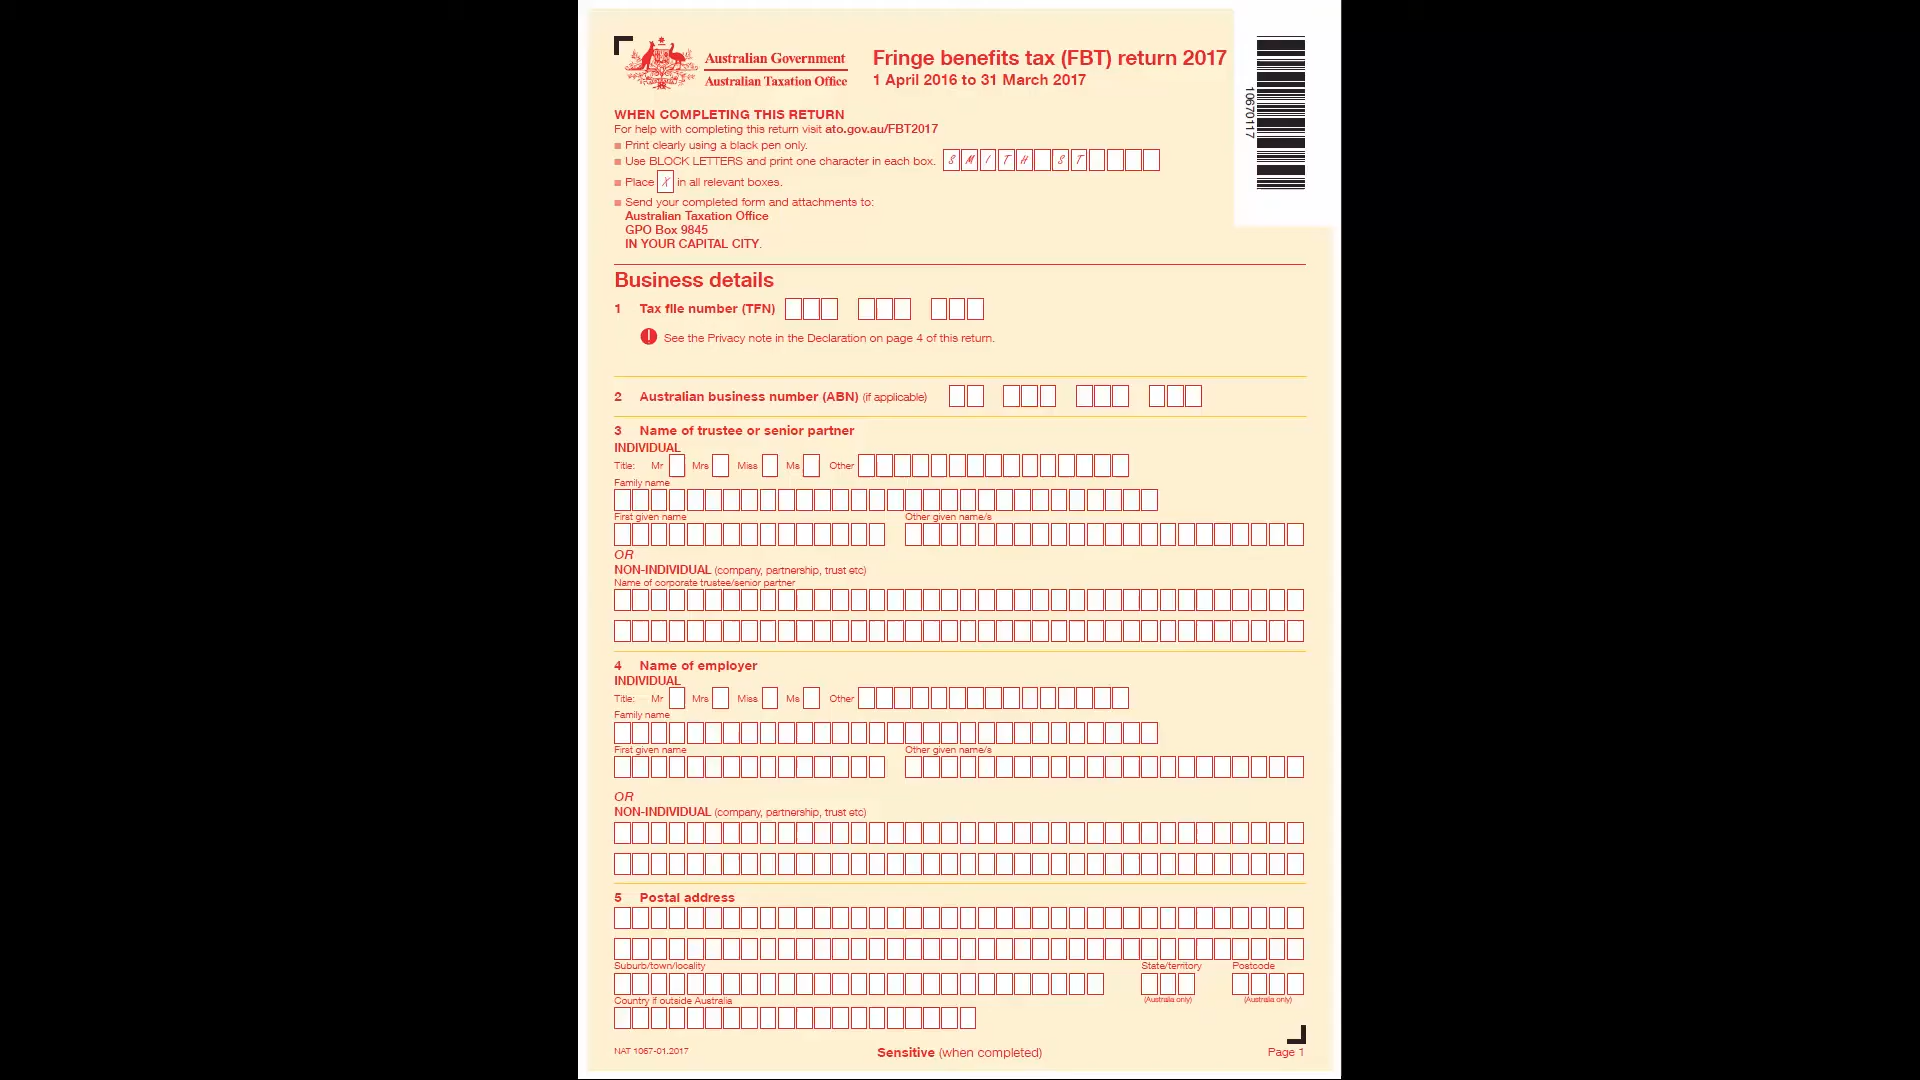 Australian Government
Australian Taxation Office
Fringe benefits tax (FBT) return 2017
1 April 2016 to 31 March 2017
10670117
WHEN COMPLETING THIS RETURN
For help with completing this return visit ato.gov.au/FBT2017
Print clearly using a black pen only.
Use BLOCK LETTERS and print one character in each box. SMITH ST
Place X in all relevant boxes.
Send your completed form and attachments to:
Australian Taxation Office
GPO Box 9845
IN YOUR CAPITAL CITY.
Business details
1 Tax file number (TFN)
! See the Privacy note in the Declaration on page 4 of this return.
2 Australian business number (ABN) (if applicable)
3 Name of trustee or senior partner
INDIVIDUAL
Title: Mr Mrs Miss Ms Other
Family name
First given name Other given name/s
OR
NON-INDIVIDUAL (company, partnership, trust etc)
Name of corporate trustee/senior partner
4 Name of employer
INDIVIDUAL
Title: Mr Mrs Miss Ms Other
Family name
First given name Other given name/s
OR
NON-INDIVIDUAL (company, partnership, trust etc)
5 Postal address
Suburb/town/locality State/territory Postcode
(Australia only) (Australia only)
Country if outside Australia
NAT 1067-01.2017 Sensitive (when completed) Page 1